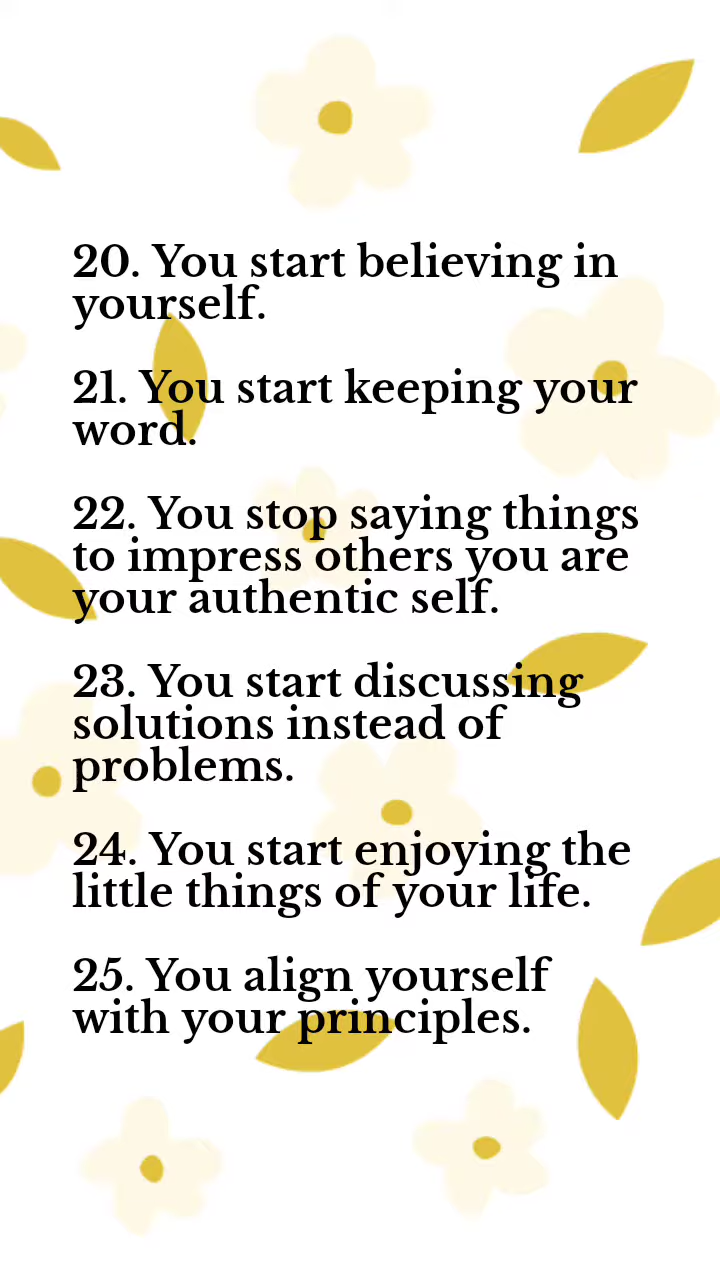 20. You start believing in
yourself.
21. You start keeping your
word.
22. You stop saying things
to impress others you are
your authentic self.
23. You start discussing
solutions instead of
problems.
24. You start enjoying the
little things of your life.
25. You align yourself
with your principles.